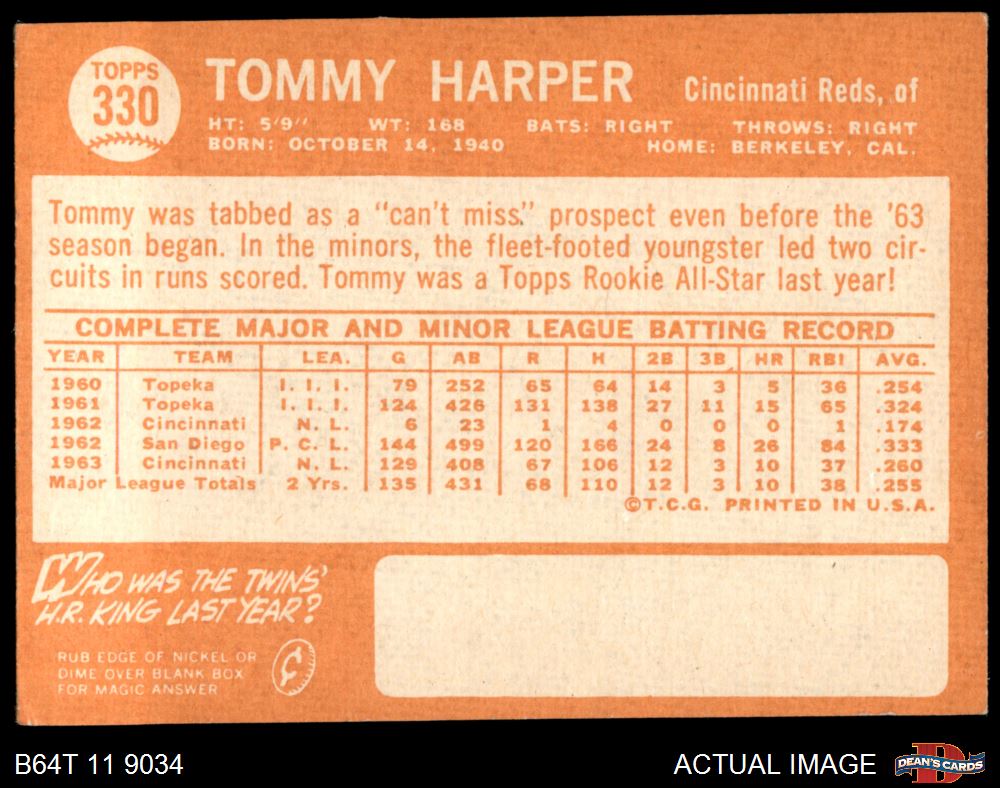 TOPPS
330
TOMMY HARPER Cincinnati Reds, of
HT: 5'9" WT: 168 BATS: RIGHT THROWS: RIGHT
BORN: OCTOBER 14, 1940 HOME: BERKELEY, CAL.
Tommy was tabbed as a "can't miss." prospect even before the '63
season began. In the minors, the fleet-footed youngster led two cir-
cuits in runs scored. Tommy was a Topps Rookie All-Star last year!
COMPLETE MAJOR AND MINOR LEAGUE BATTING RECORD
YEAR TEAM LEA. G AB R H 2B 3B HR RBI AVG.
1960 Topeka I. I. I. 79 252 65 64 14 3 5 36 .254
1961 Topeka I. I. I. 124 426 131 138 27 11 15 65 .324
1962 Cincinnati N. L. 6 23 1 4 0 0 0 1 .174
1962 San Diego P. C. L. 144 499 120 166 24 8 26 84 .333
1963 Cincinnati N. L. 129 408 67 106 12 3 10 37 .260
Major League Totals 2 Yrs. 135 431 68 110 12 3 10 38 .255
©T.C.G. PRINTED IN U.S.A.
WHO WAS THE TWINS'
H.R. KING LAST YEAR?
RUB EDGE OF NICKEL OR
DIME OVER BLANK BOX
FOR MAGIC ANSWER
B64T 11 9034 ACTUAL IMAGE
D
DEAN'S CARDS